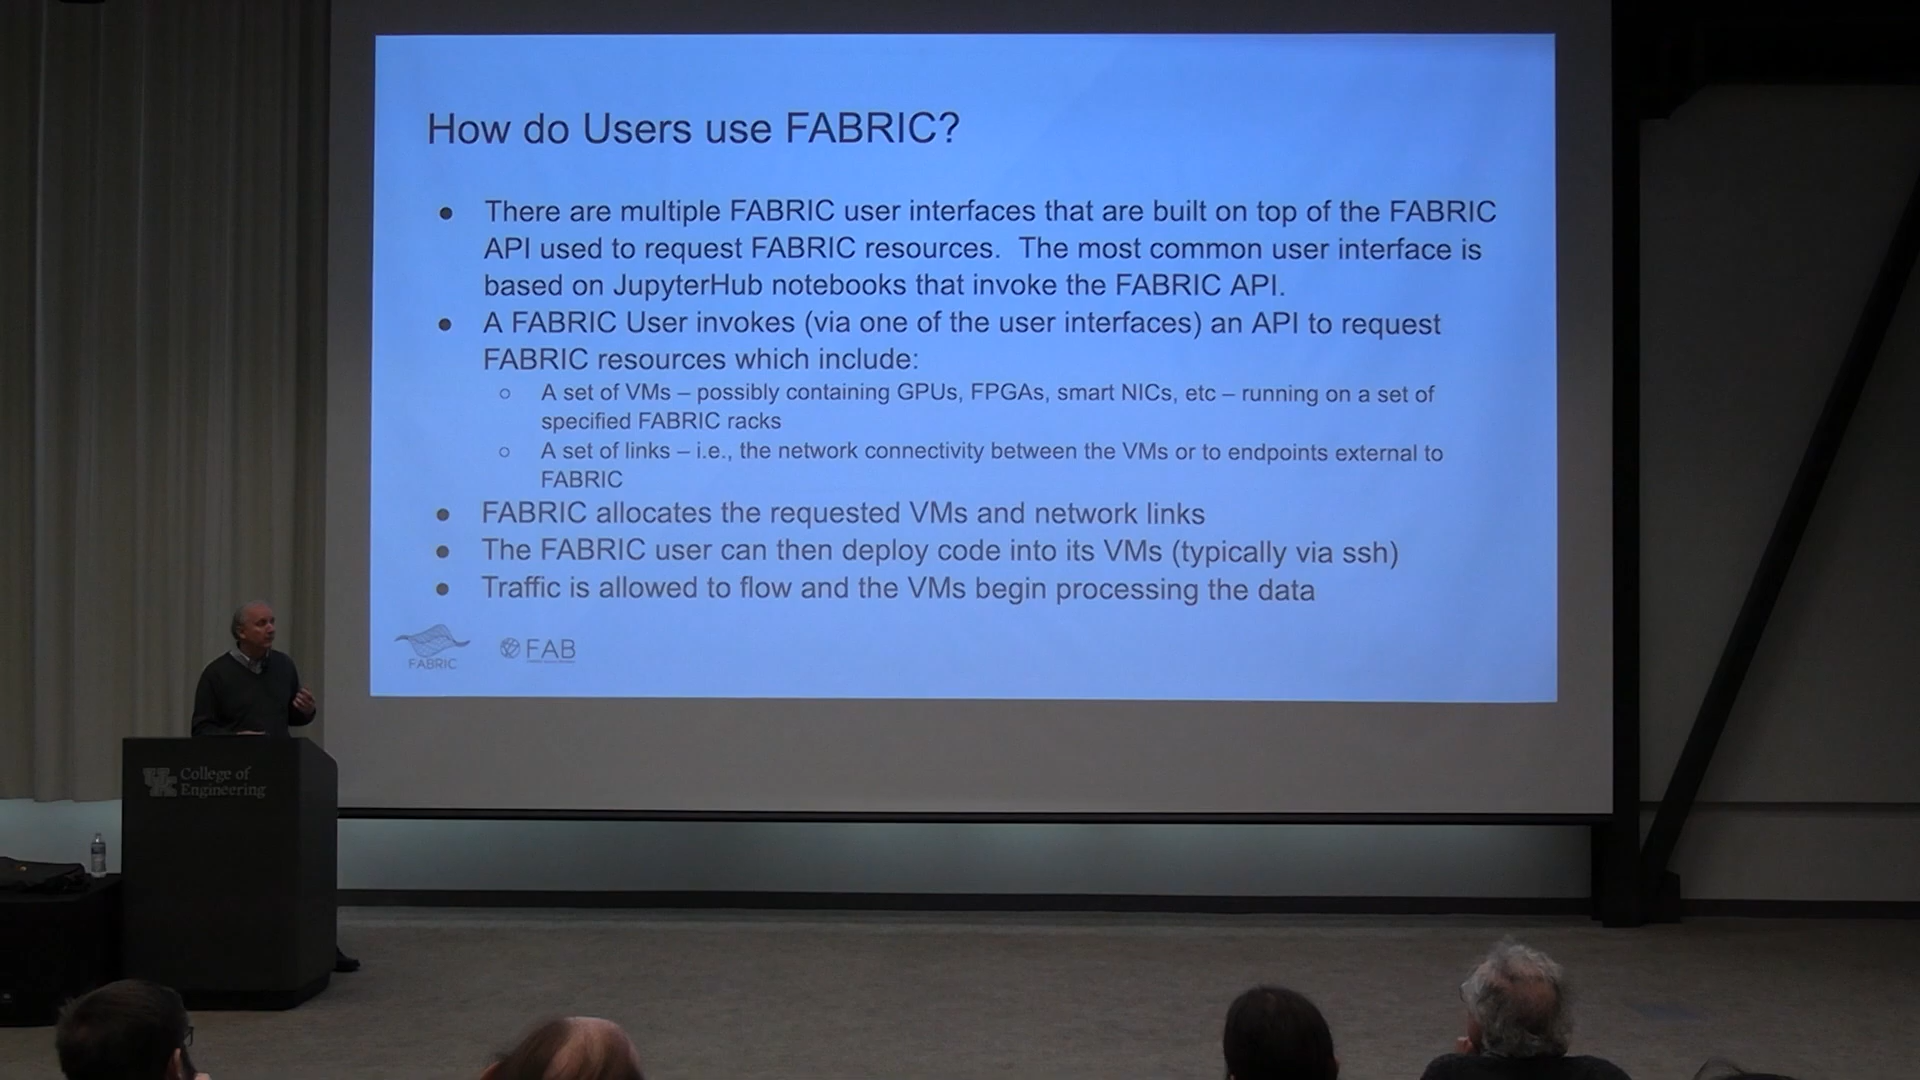 How do Users use FABRIC?
● There are multiple FABRIC user interfaces that are built on top of the FABRIC
API used to request FABRIC resources. The most common user interface is
based on JupyterHub notebooks that invoke the FABRIC API.
● A FABRIC User invokes (via one of the user interfaces) an API to request
FABRIC resources which include:
○ A set of VMs – possibly containing GPUs, FPGAs, smart NICs, etc – running on a set of
specified FABRIC racks
○ A set of links – i.e., the network connectivity between the VMs or to endpoints external to
FABRIC
● FABRIC allocates the requested VMs and network links
● The FABRIC user can then deploy code into its VMs (typically via ssh)
● Traffic is allowed to flow and the VMs begin processing the data
FABRIC
FAB
UK College of
Engineering